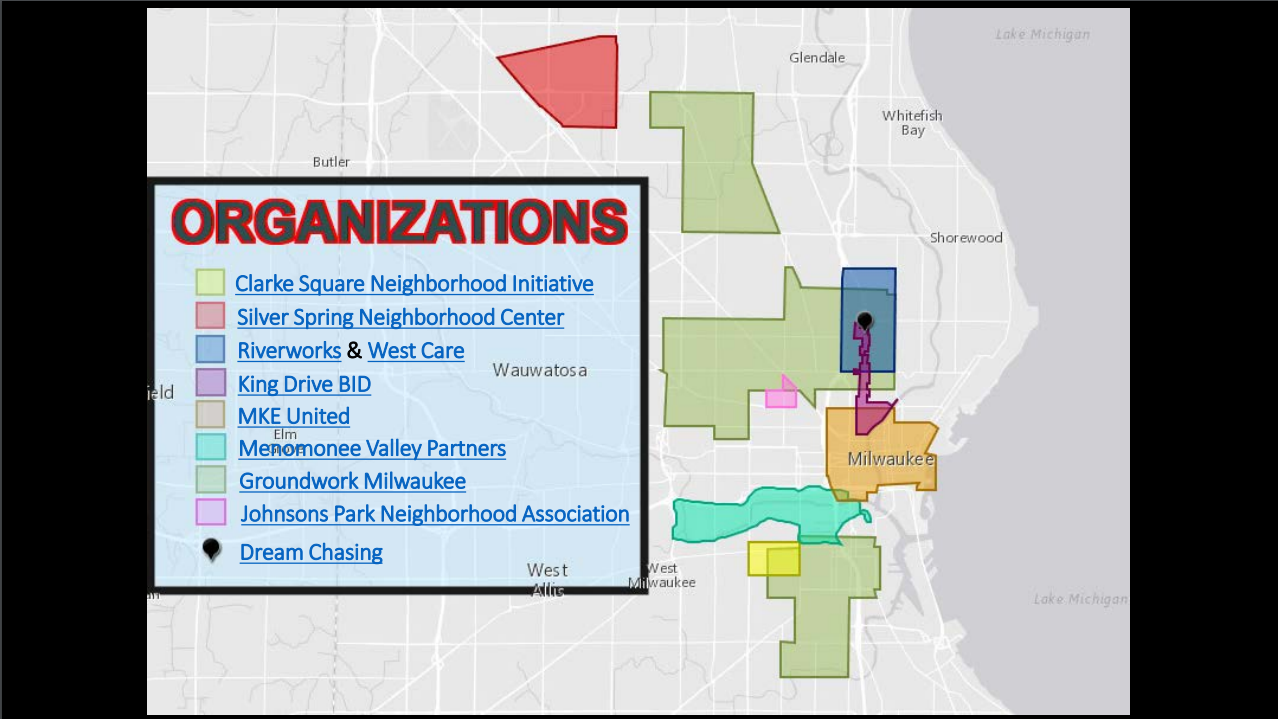 Lake Michigan
Glendale
Whitefish
Bay
Butler
Shorewood
ORGANIZATIONS
Clarke Square Neighborhood Initiative
Silver Spring Neighborhood Center
Riverworks & West Care
King Drive BID
MKE United
Menomonee Valley Partners
Groundwork Milwaukee
Johnsons Park Neighborhood Association
Dream Chasing
Wauwatosa
ield
Elm
Grove
Milwaukee
West
Allis
West
Milwaukee
Lake Michigan